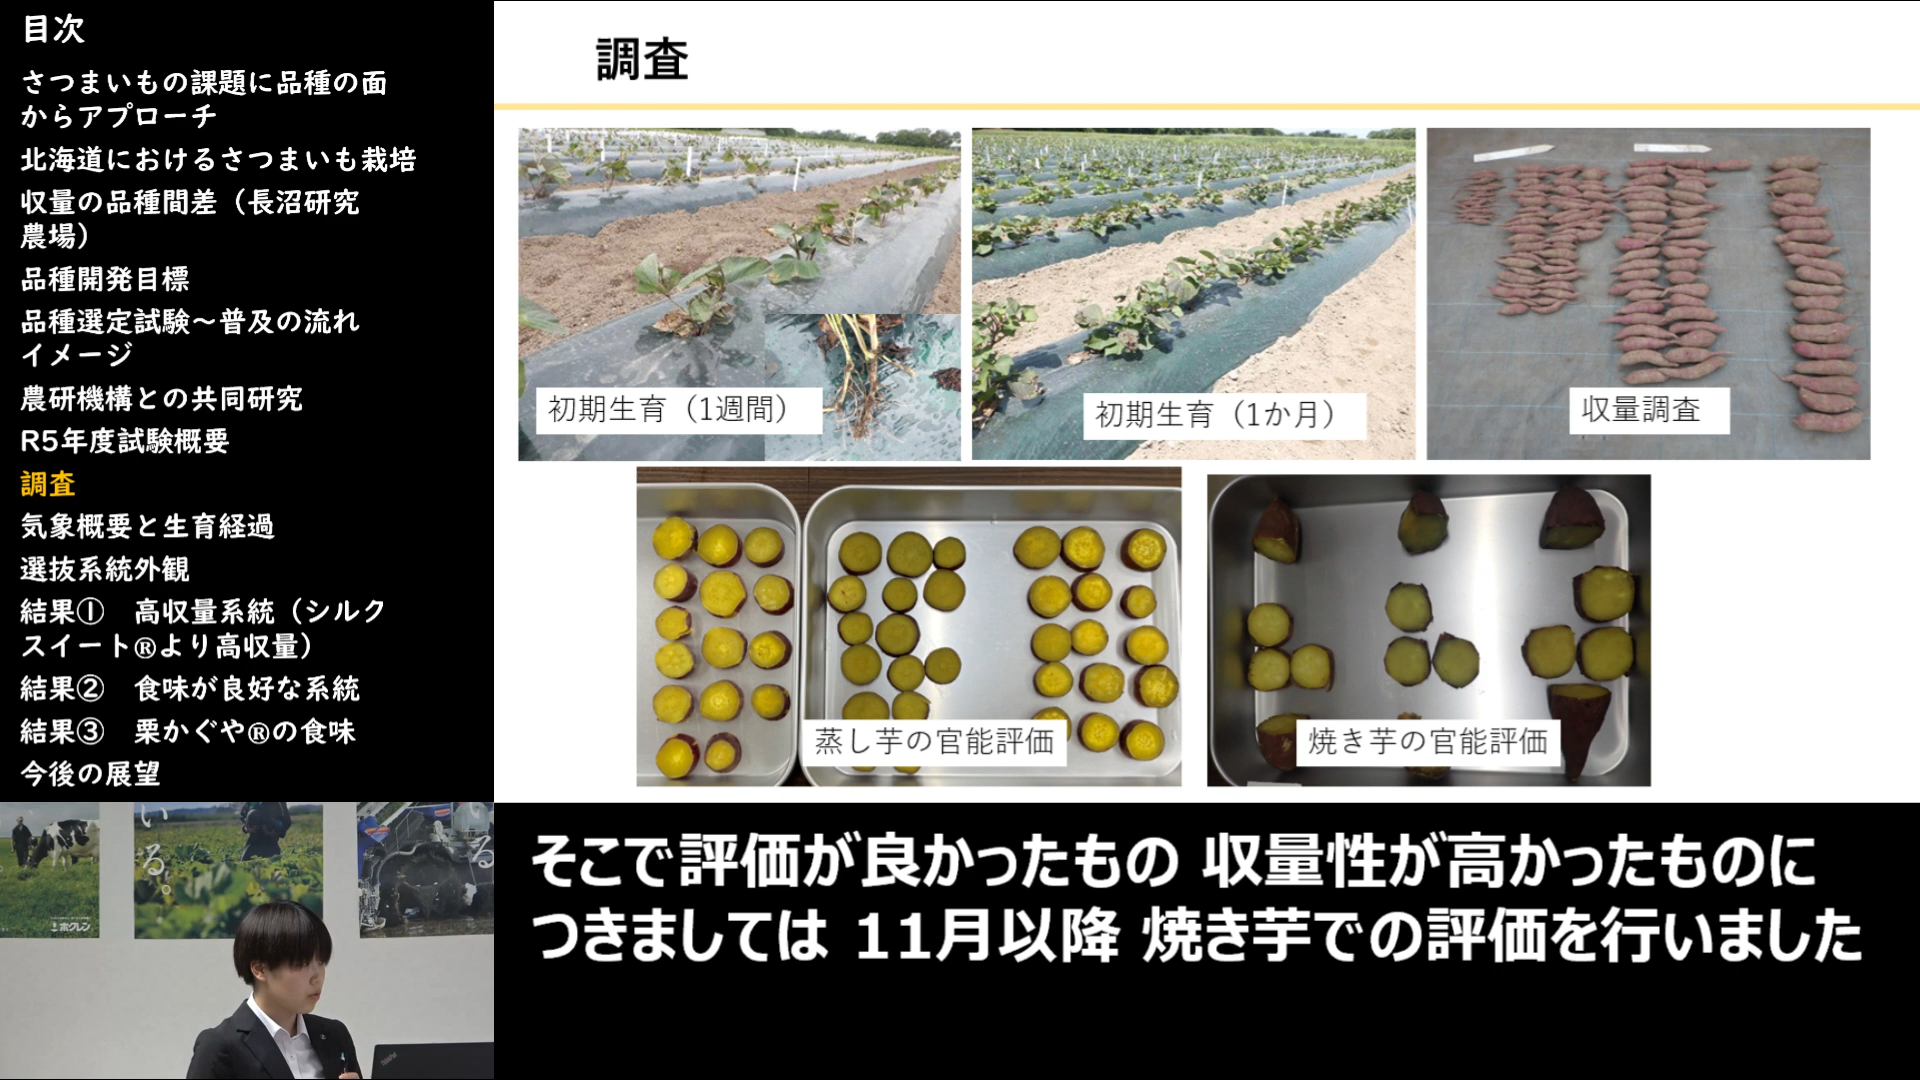 目次
さつまいもの課題に品種の面
からアプローチ
北海道におけるさつまいも栽培
収量の品種間差（長沼研究
農場）
品種開発目標
品種選定試験～普及の流れ
イメージ
農研機構との共同研究
R5年度試験概要
調査
気象概要と生育経過
選抜系統外観
結果①　高収量系統（シルク
スイート®より高収量）
結果②　食味が良好な系統
結果③　栗かぐや®の食味
今後の展望
調査
初期生育（1週間）
初期生育（1か月）
収量調査
蒸し芋の官能評価
焼き芋の官能評価
いる。
る
ホクレン
ThinkPad
そこで評価が良かったもの 収量性が高かったものに
つきましては 11月以降 焼き芋での評価を行いました